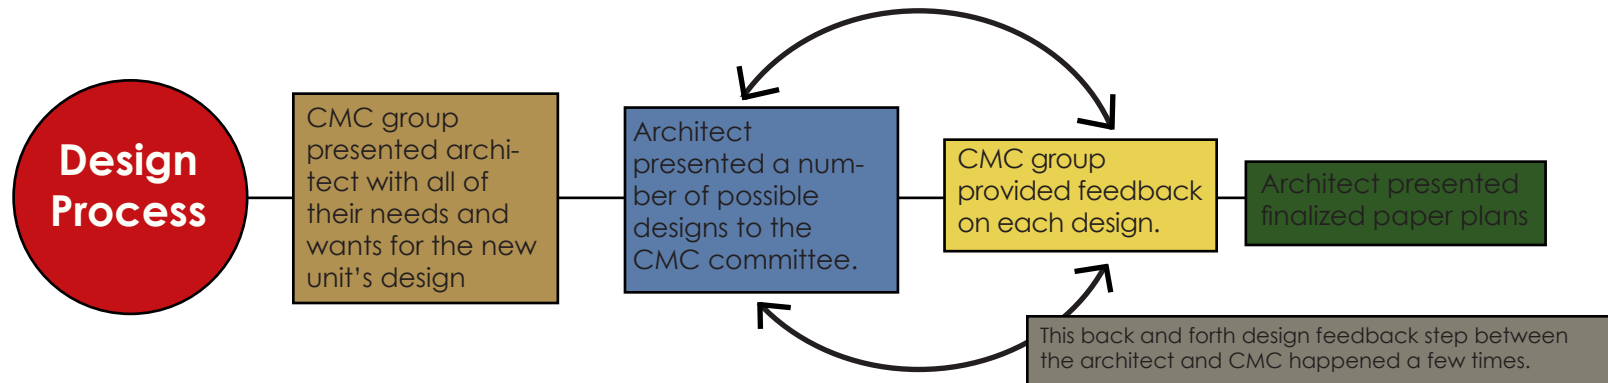 Design
Process
CMC group
presented archi-
tect with all of
their needs and
wants for the new
unit's design
Architect
presented a num-
ber of possible
designs to the
CMC committee.
CMC group
provided feedback
on each design.
Architect presented
finalized paper plans
This back and forth design feedback step between
the architect and CMC happened a few times.